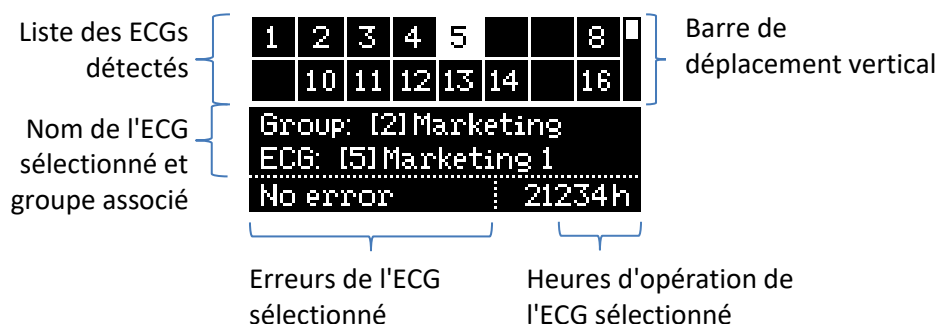 Liste des ECGs
détectés
1 2 3 4 5 8
10 11 12 13 14 16
Barre de
déplacement vertical
Nom de l'ECG
sélectionné et
groupe associé
Group: [2] Marketing
ECG: [5] Marketing 1
No error 21234 h
Erreurs de l'ECG
sélectionné
Heures d'opération de
l'ECG sélectionné